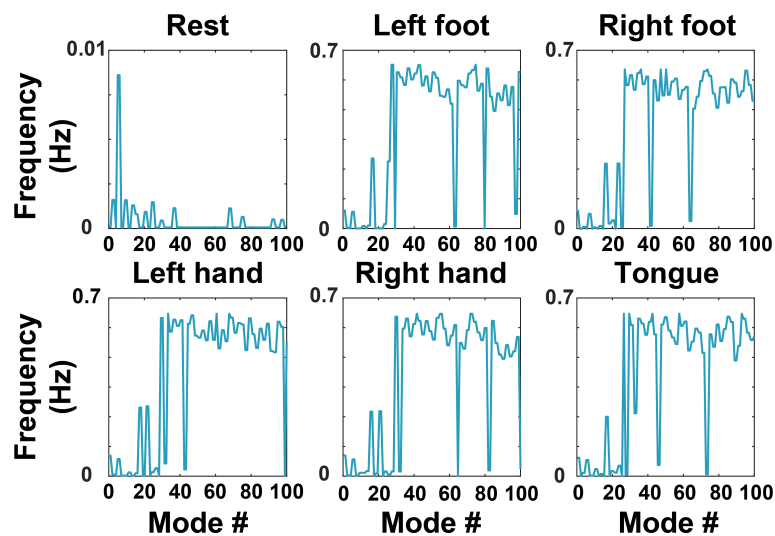 Rest Left foot Right foot
0.01 0.7 0.7
Frequency (Hz)
0 0 0
0 20 40 60 80 100 0 20 40 60 80 100 0 20 40 60 80 100
Left hand Right hand Tongue
0.7 0.7 0.7
Frequency (Hz)
0 0 0
0 20 40 60 80 100 0 20 40 60 80 100 0 20 40 60 80 100
Mode # Mode # Mode #